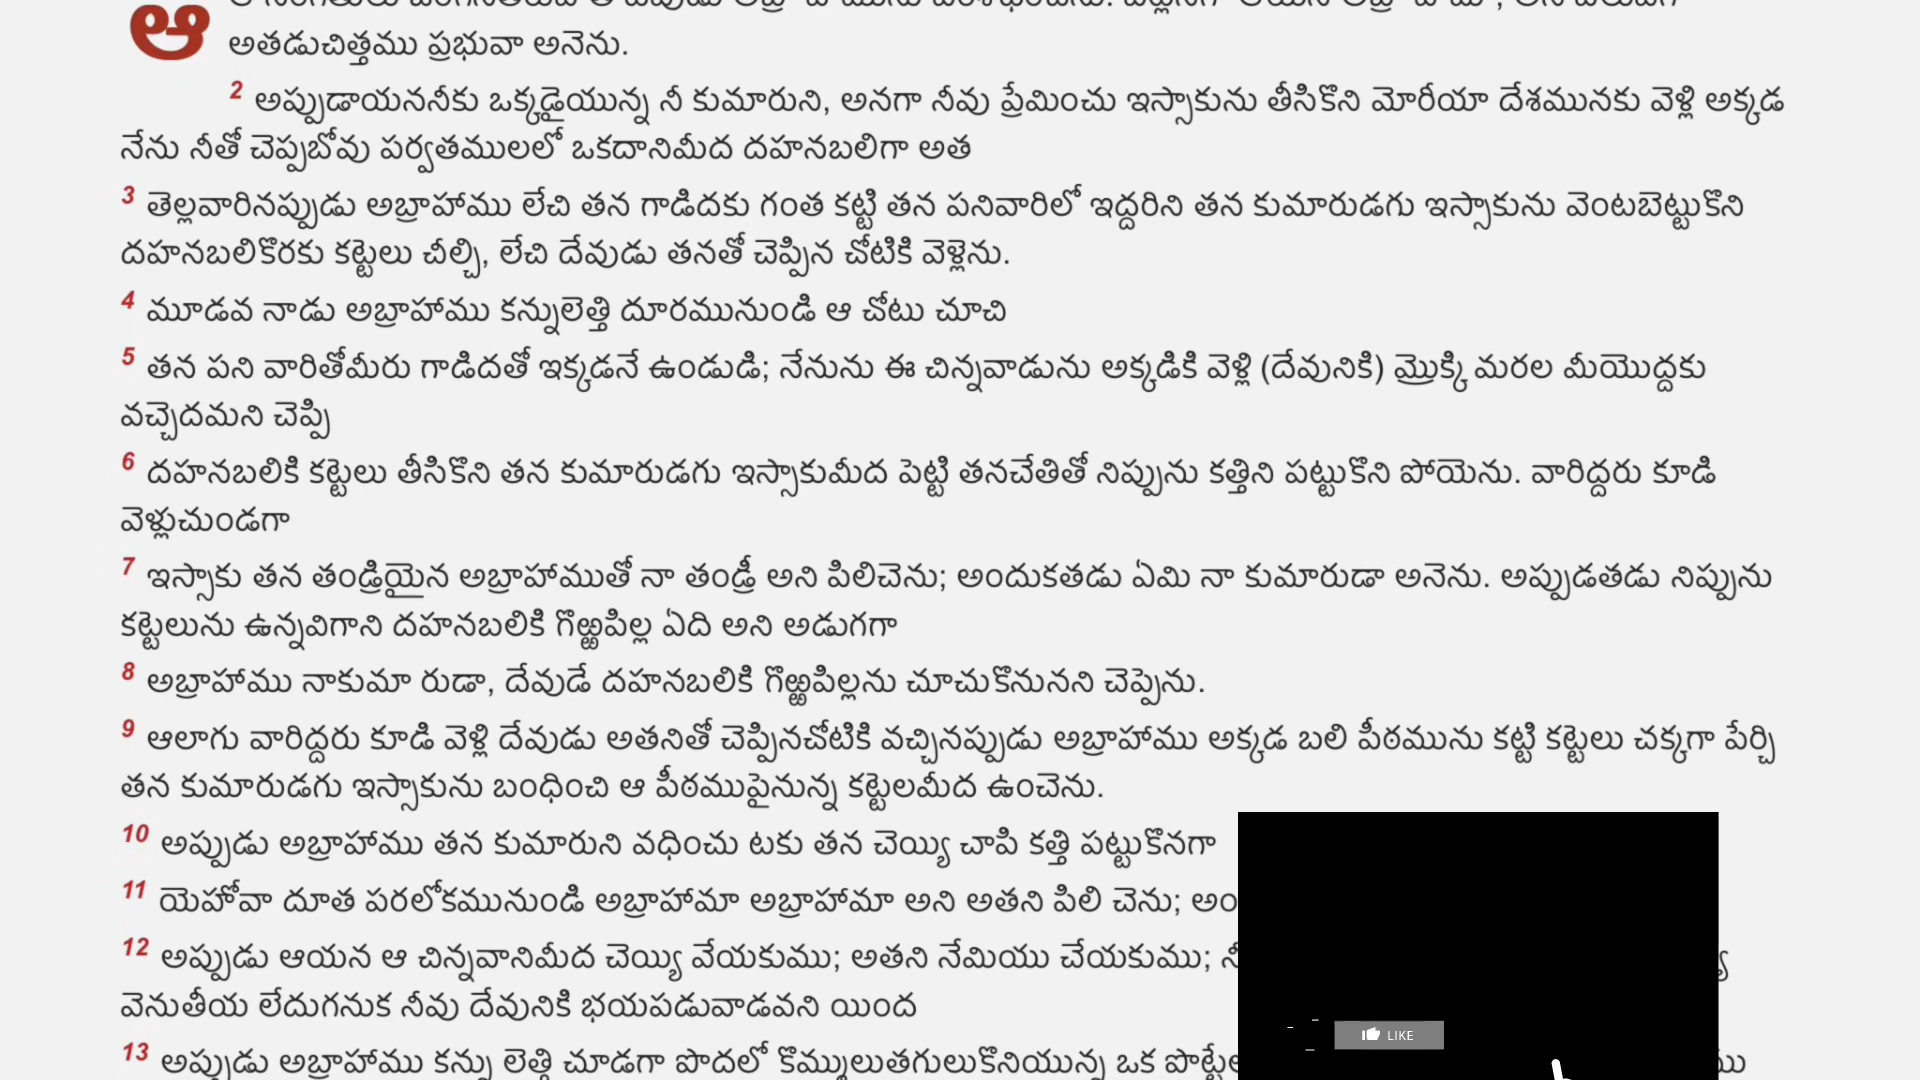 ఆ
అతడుచిత్తము ప్రభువా అనెను.
2 అప్పుడాయననీకు ఒక్కడైయున్న నీ కుమారుని, అనగా నీవు ప్రేమించు ఇస్సాకును తీసికొని మోరీయా దేశమునకు వెళ్లి అక్కడ
నేను నీతో చెప్పబోవు పర్వతములలో ఒకదానిమీద దహనబలిగా అత
3 తెల్లవారినప్పుడు అబ్రాహాము లేచి తన గాడిదకు గంత కట్టి తన పనివారిలో ఇద్దరిని తన కుమారుడగు ఇస్సాకును వెంటబెట్టుకొని
దహనబలికొరకు కట్టెలు చీల్చి, లేచి దేవుడు తనతో చెప్పిన చోటికి వెళ్లెను.
4 మూడవ నాడు అబ్రాహాము కన్నులెత్తి దూరమునుండి ఆ చోటు చూచి
5 తన పని వారితోమీరు గాడిదతో ఇక్కడనే ఉండుడి; నేనును ఈ చిన్నవాడును అక్కడికి వెళ్లి (దేవునికి) మ్రొక్కి మరల మీయొద్దకు
వచ్చెదమని చెప్పి
6 దహనబలికి కట్టెలు తీసికొని తన కుమారుడగు ఇస్సాకుమీద పెట్టి తనచేతితో నిప్పును కత్తిని పట్టుకొని పోయెను. వారిద్దరు కూడి
వెళ్లుచుండగా
7 ఇస్సాకు తన తండ్రియైన అబ్రాహాముతో నా తండ్రీ అని పిలిచెను; అందుకతడు ఏమి నా కుమారుడా అనెను. అప్పుడతడు నిప్పును
కట్టెలును ఉన్నవిగాని దహనబలికి గొఱ్ఱపిల్ల ఏది అని అడుగగా
8 అబ్రాహాము నాకుమా రుడా, దేవుడే దహనబలికి గొఱ్ఱపిల్లను చూచుకొనునని చెప్పెను.
9 ఆలాగు వారిద్దరు కూడి వెళ్లి దేవుడు అతనితో చెప్పినచోటికి వచ్చినప్పుడు అబ్రాహాము అక్కడ బలి పీఠమును కట్టి కట్టెలు చక్కగా పేర్చి
తన కుమారుడగు ఇస్సాకును బంధించి ఆ పీఠముపైనున్న కట్టెలమీద ఉంచెను.
10 అప్పుడు అబ్రాహాము తన కుమారుని వధించు టకు తన చెయ్యి చాపి కత్తి పట్టుకొనగా
11 యెహోవా దూత పరలోకమునుండి అబ్రాహామా అబ్రాహామా అని అతని పిలి చెను;
12 అప్పుడు ఆయన ఆ చిన్నవానిమీద చెయ్యి వేయకుము; అతని నేమియు చేయకుము;
వెనుతీయ లేదుగనుక నీవు దేవునికి భయపడువాడవని యింద
13 అప్పుడు అబ్రాహాము కన్ను లెత్తి చూడగా పొదలో కొమ్ములుతగులుకొనియున్న ఒక
LIKE